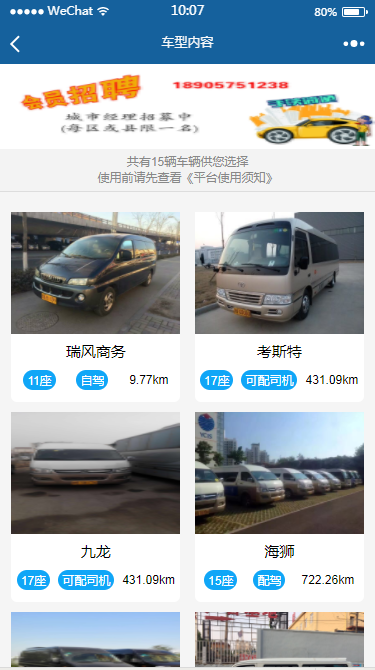 WeChat 10:07 80%
车型内容
会员招聘 18905751238
城市经理招募中
(每区或县限一名)
共有15辆车辆供您选择
使用前请先查看《平台使用须知》
瑞风商务
11座 自驾 9.77km
考斯特
17座 可配司机 431.09km
九龙
17座 可配司机 431.09km
海狮
15座 配驾 722.26km